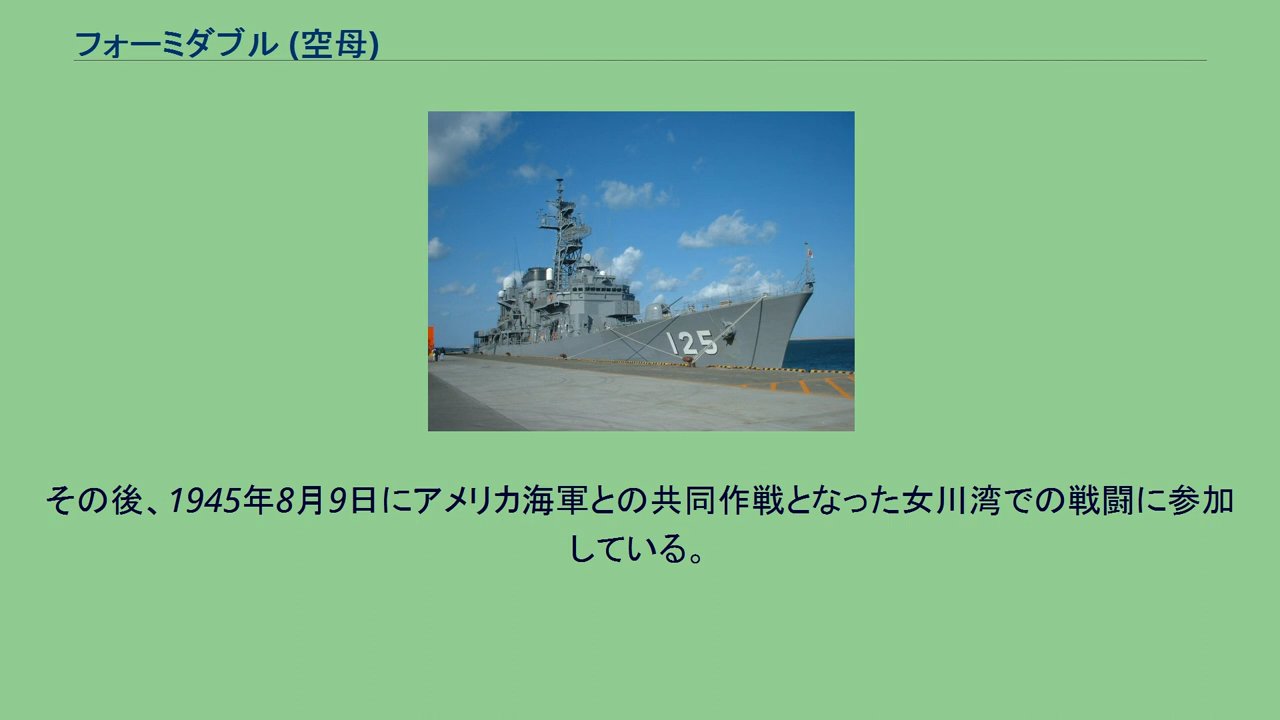 フォーミダブル (空母)
125
その後、1945年8月9日にアメリカ海軍との共同作戦となった女川湾での戦闘に参加
している。